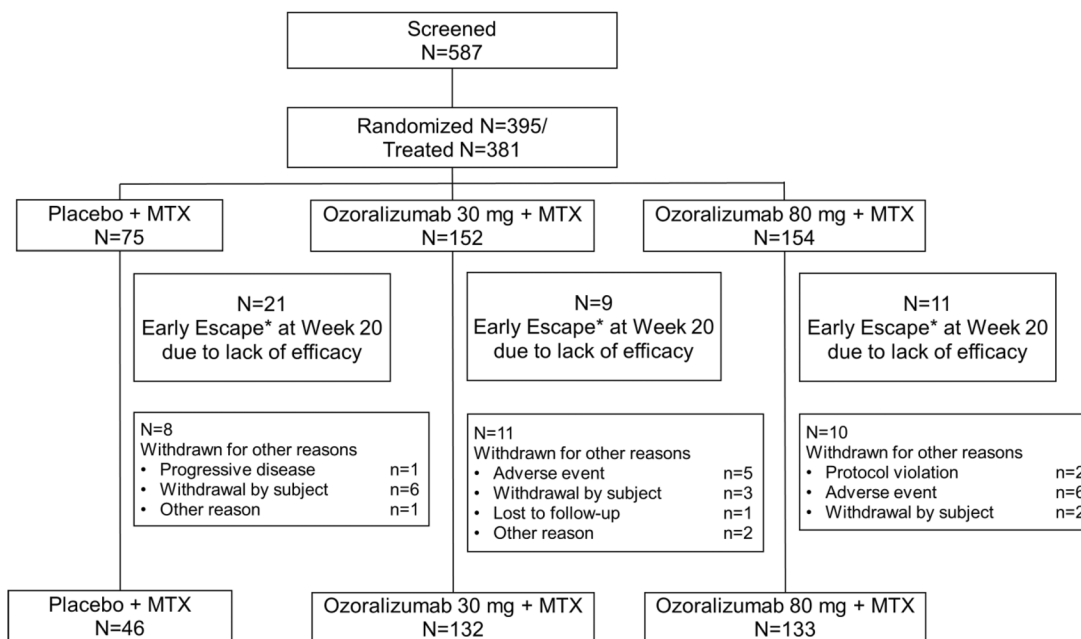 Screened
N=587
Randomized N=395/
Treated N=381
Placebo + MTX
N=75
Ozoralizumab 30 mg + MTX
N=152
Ozoralizumab 80 mg + MTX
N=154
N=21
Early Escape* at Week 20
due to lack of efficacy
N=9
Early Escape* at Week 20
due to lack of efficacy
N=11
Early Escape* at Week 20
due to lack of efficacy
N=8
Withdrawn for other reasons
• Progressive disease n=1
• Withdrawal by subject n=6
• Other reason n=1
N=11
Withdrawn for other reasons
• Adverse event n=5
• Withdrawal by subject n=3
• Lost to follow-up n=1
• Other reason n=2
N=10
Withdrawn for other reasons
• Protocol violation n=2
• Adverse event n=6
• Withdrawal by subject n=2
Placebo + MTX
N=46
Ozoralizumab 30 mg + MTX
N=132
Ozoralizumab 80 mg + MTX
N=133